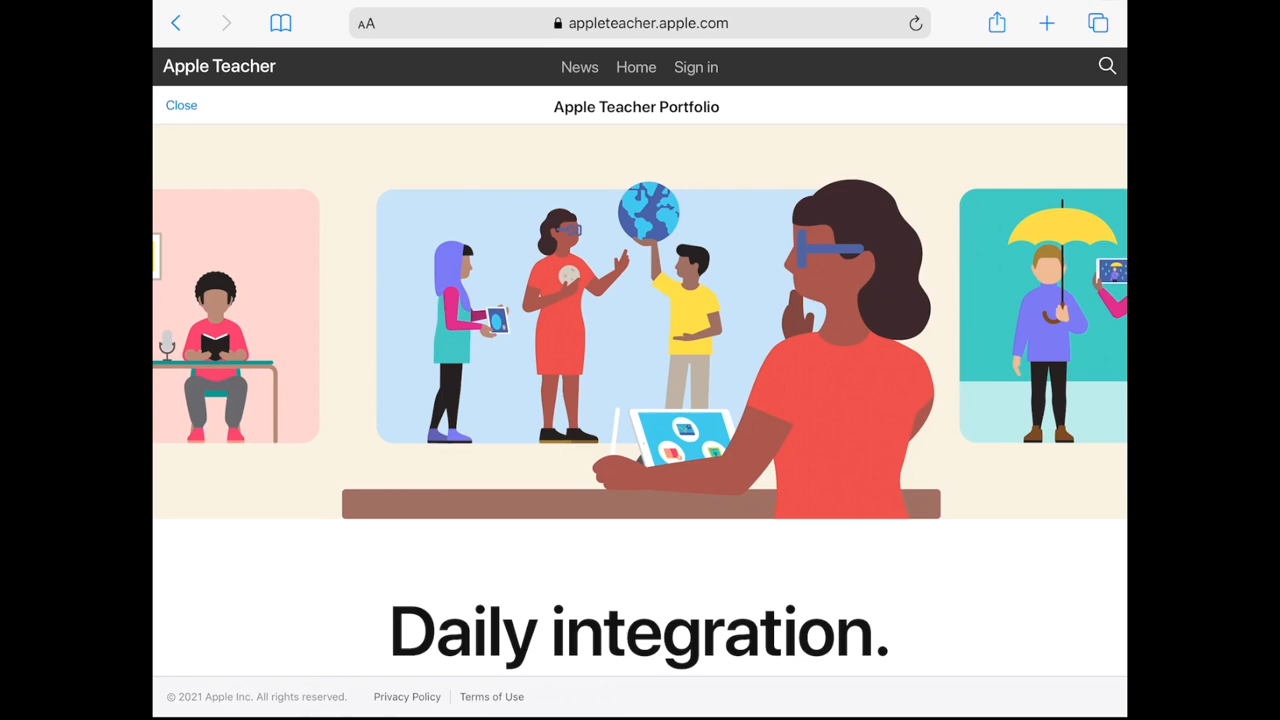 AA appleteacher.apple.com
Apple Teacher News Home Sign in
Close Apple Teacher Portfolio
Daily integration.
© 2021 Apple Inc. All rights reserved. Privacy Policy Terms of Use